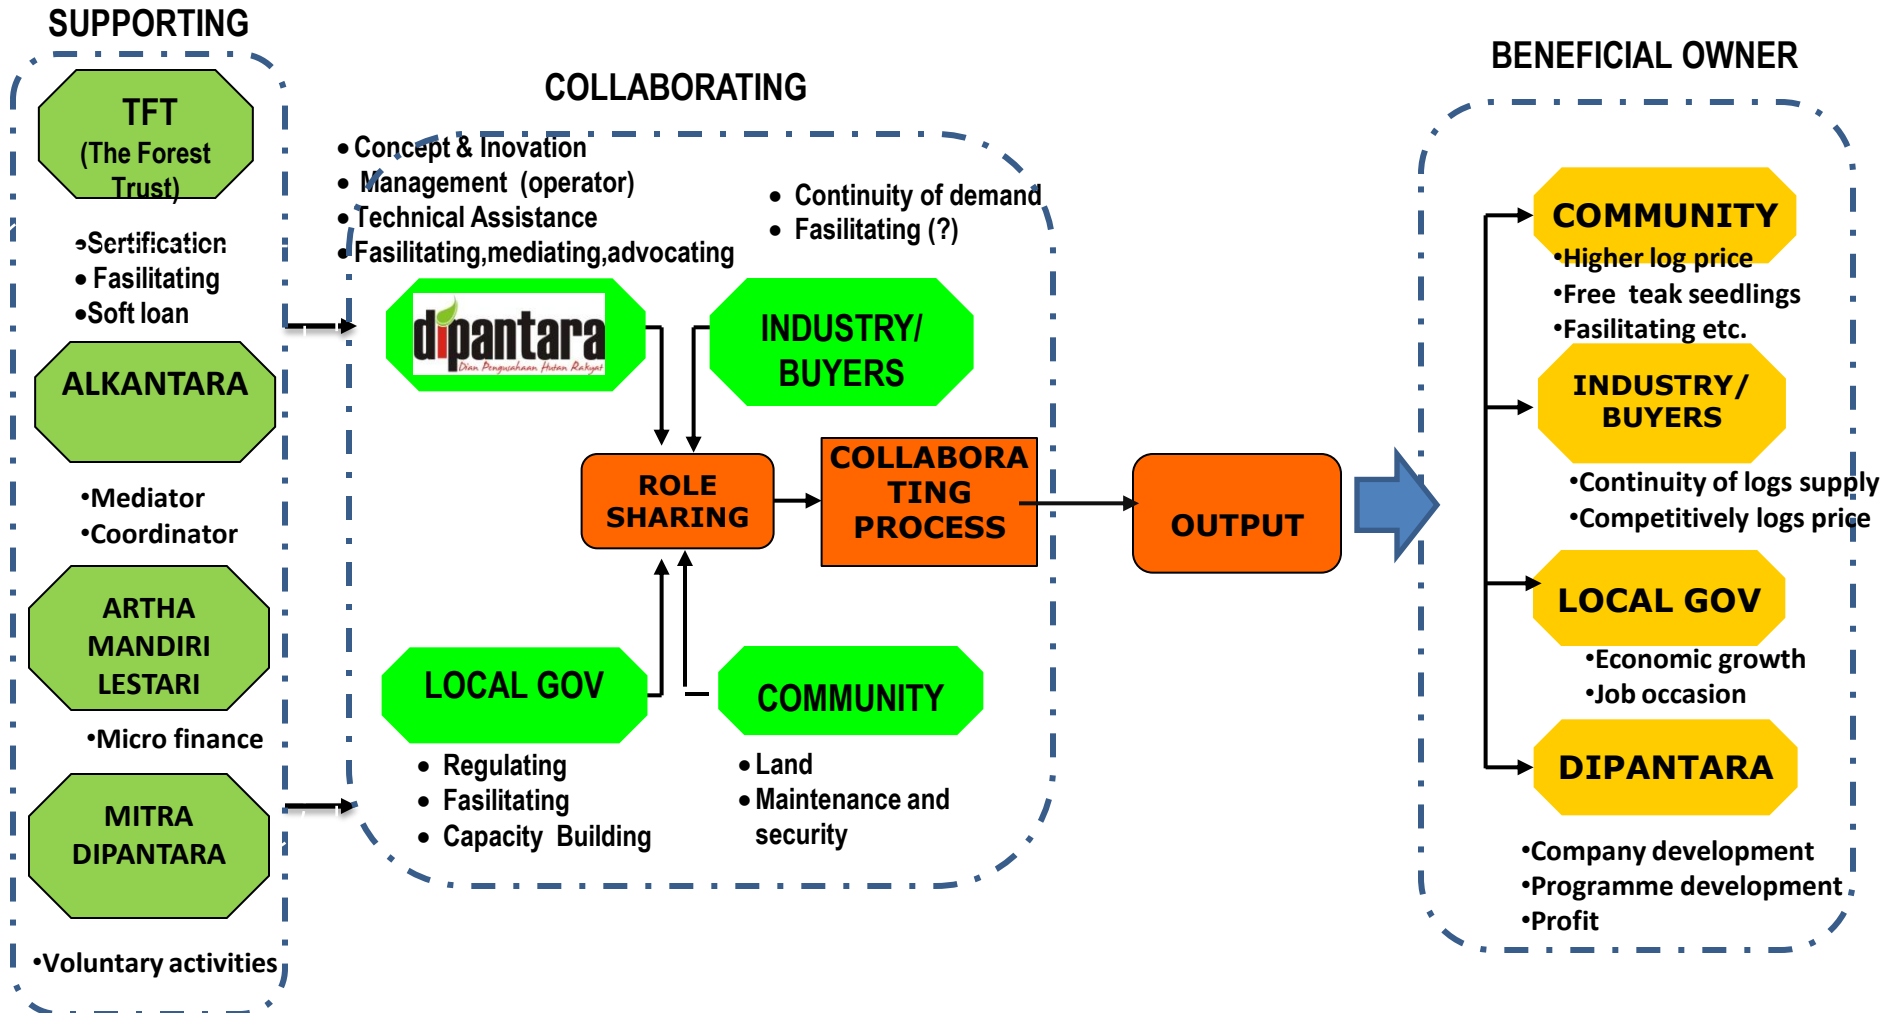 SUPPORTING
TFT
(The Forest
Trust)
•Sertification
• Fasilitating
•Soft loan
ALKANTARA
•Mediator
•Coordinator
ARTHA
MANDIRI
LESTARI
•Micro finance
MITRA
DIPANTARA
•Voluntary activities
COLLABORATING
• Concept & Inovation
• Management (operator)
• Technical Assistance
• Fasilitating,mediating,advocating
• Continuity of demand
• Fasilitating (?)
dipantara
Dian Pengusahaan Hutan Rakyat
INDUSTRY/
BUYERS
ROLE
SHARING
COLLABORA
TING
PROCESS
LOCAL GOV
• Regulating
• Fasilitating
• Capacity Building
COMMUNITY
• Land
• Maintenance and
security
OUTPUT
BENEFICIAL OWNER
COMMUNITY
•Higher log price
•Free teak seedlings
•Fasilitating etc.
INDUSTRY/
BUYERS
•Continuity of logs supply
•Competitively logs price
LOCAL GOV
•Economic growth
•Job occasion
DIPANTARA
•Company development
•Programme development
•Profit